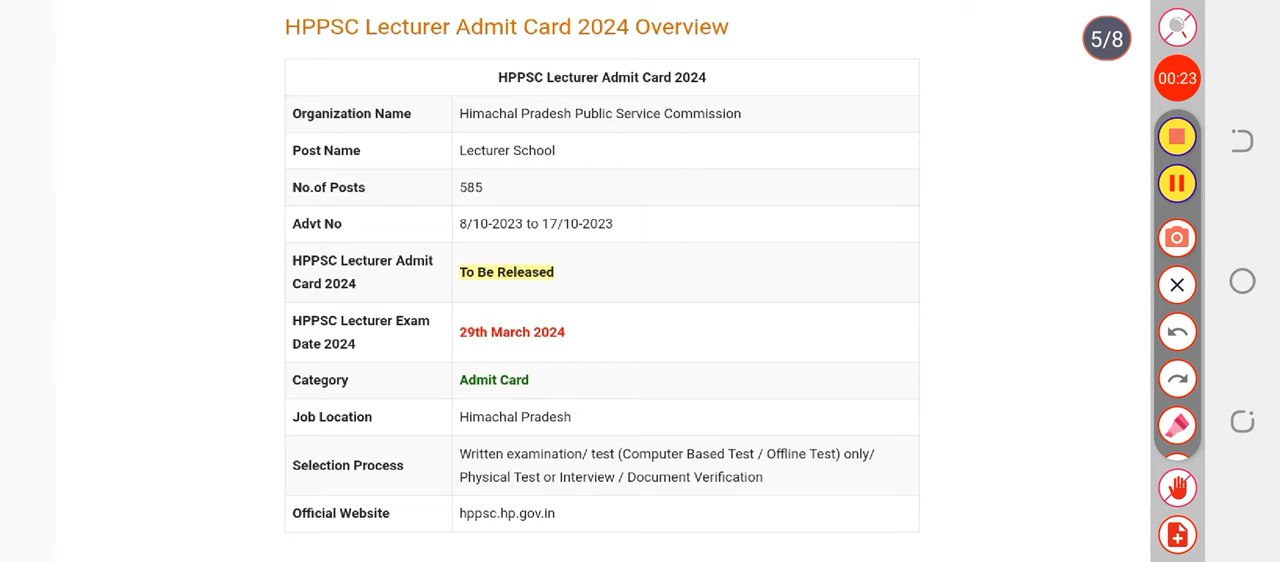 HPPSC Lecturer Admit Card 2024 Overview
5/8
00:23
HPPSC Lecturer Admit Card 2024
Organization Name Himachal Pradesh Public Service Commission
Post Name Lecturer School
No.of Posts 585
Advt No 8/10-2023 to 17/10-2023
HPPSC Lecturer Admit
Card 2024
To Be Released
HPPSC Lecturer Exam
Date 2024
29th March 2024
Category Admit Card
Job Location Himachal Pradesh
Selection Process
Written examination/ test (Computer Based Test / Offline Test) only/
Physical Test or Interview / Document Verification
Official Website hppsc.hp.gov.in